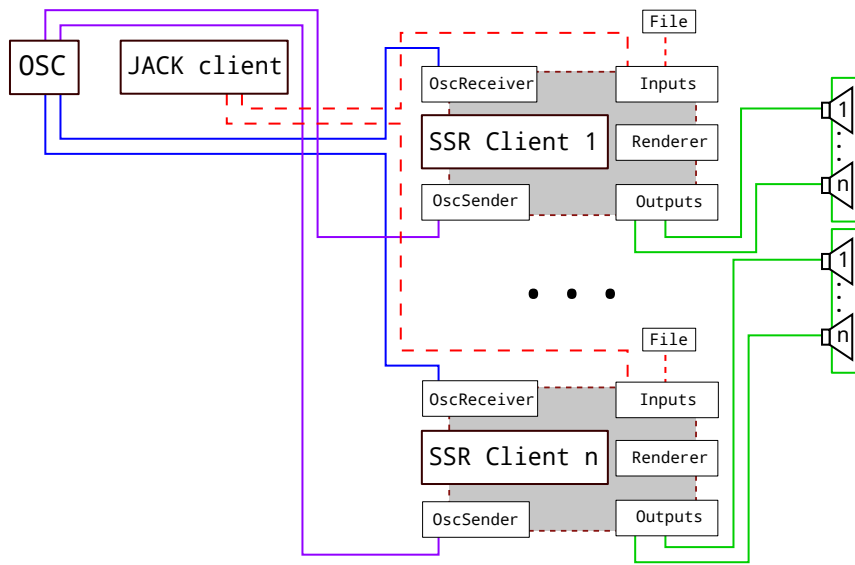 File
OSC
JACK client
OscReceiver
Inputs
1
SSR Client 1
Renderer
OscSender
Outputs
n
1
• • •
File
n
OscReceiver
Inputs
SSR Client n
Renderer
OscSender
Outputs